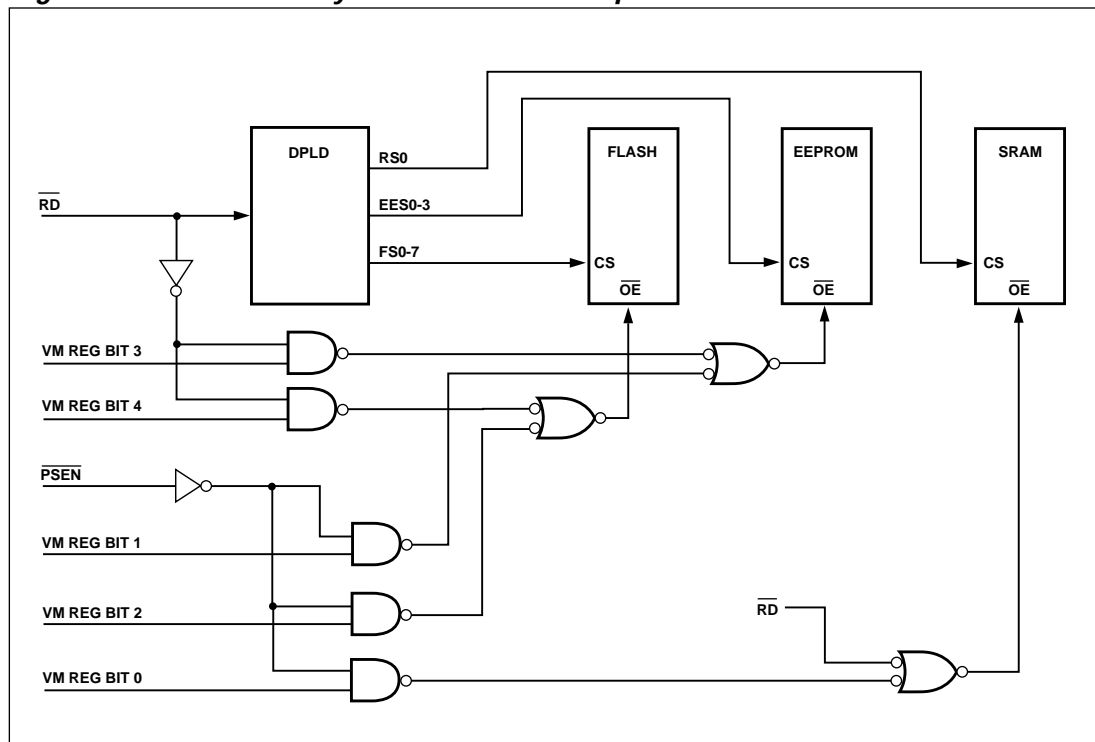 DPLD
FLASH
EEPROM
SRAM
RS0
RD
EES0-3
FS0-7
CS
CS
CS
OE
OE
OE
VM REG BIT 3
VM REG BIT 4
PSEN
VM REG BIT 1
VM REG BIT 2
RD
VM REG BIT 0